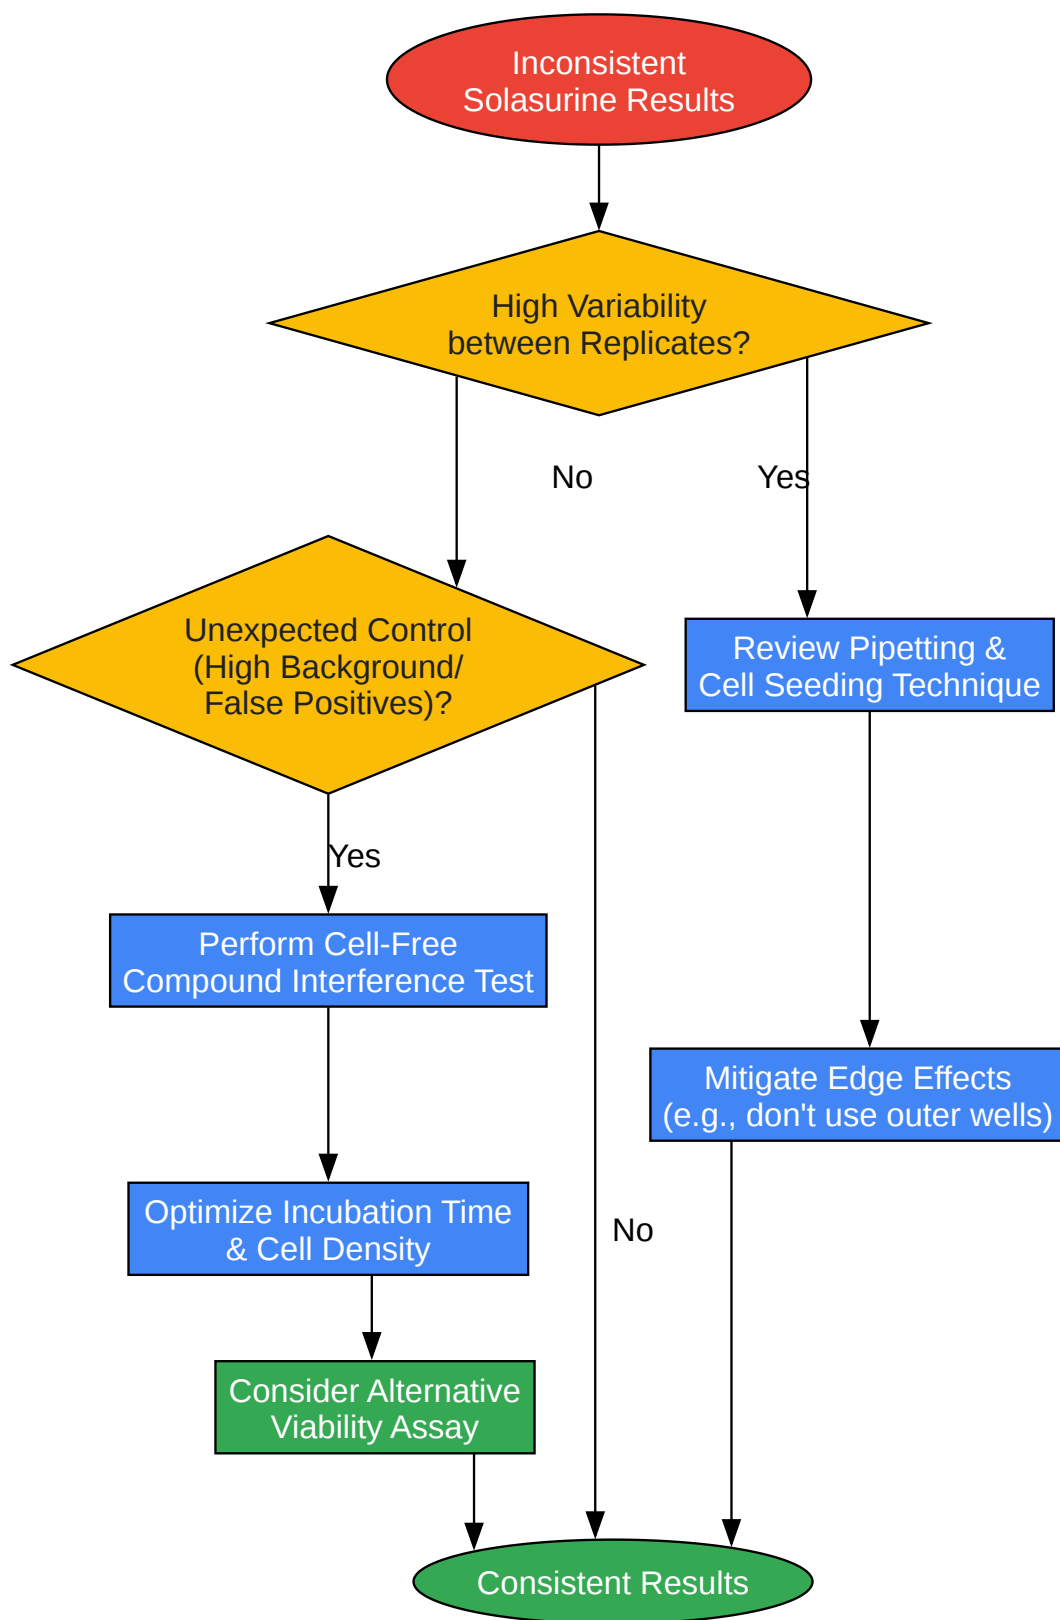 Inconsistent
Solasurine Results
High Variability
between Replicates?
No
Yes
Unexpected Control
(High Background/
False Positives)?
Review Pipetting &
Cell Seeding Technique
Yes
Perform Cell-Free
Compound Interference Test
Mitigate Edge Effects
(e.g., don't use outer wells)
Optimize Incubation Time
& Cell Density
No
Consider Alternative
Viability Assay
Consistent Results